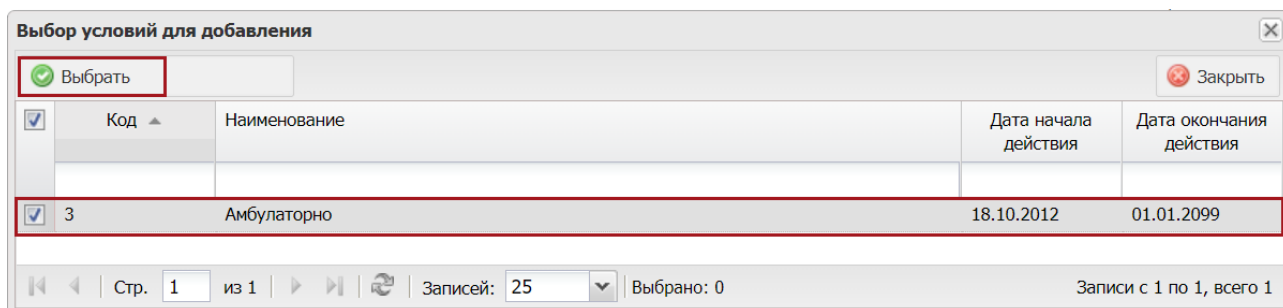 Выбор условий для добавления
Выбрать
Закрыть
Код Наименование Дата начала действия Дата окончания действия
3 Амбулаторно 18.10.2012 01.01.2099
Стр. 1 из 1 Записей: 25 Выбрано: 0 Записи с 1 по 1, всего 1